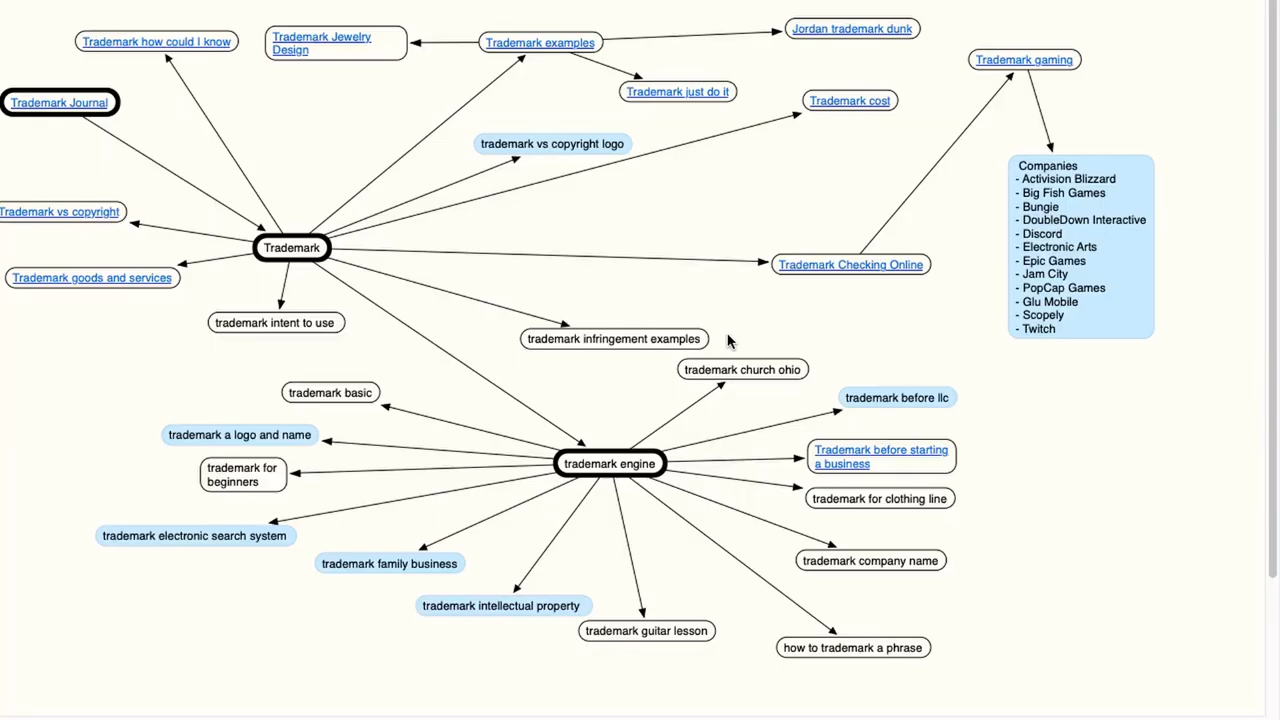 Jordan trademark dunk
Trademark how could I know
Trademark Jewelry
Design
Trademark examples
Trademark gaming
Trademark just do it
Trademark cost
Trademark Journal
trademark vs copyright logo
Companies
- Activision Blizzard
- Big Fish Games
- Bungie
- DoubleDown Interactive
- Discord
- Electronic Arts
- Epic Games
- Jam City
- PopCap Games
- Glu Mobile
- Scopely
- Twitch
Trademark vs copyright
Trademark
Trademark Checking Online
Trademark goods and services
trademark intent to use
trademark infringement examples
trademark church ohio
trademark basic
trademark before llc
trademark a logo and name
Trademark before starting
a business
trademark engine
trademark for
beginners
trademark for clothing line
trademark electronic search system
trademark family business
trademark company name
trademark intellectual property
trademark guitar lesson
how to trademark a phrase